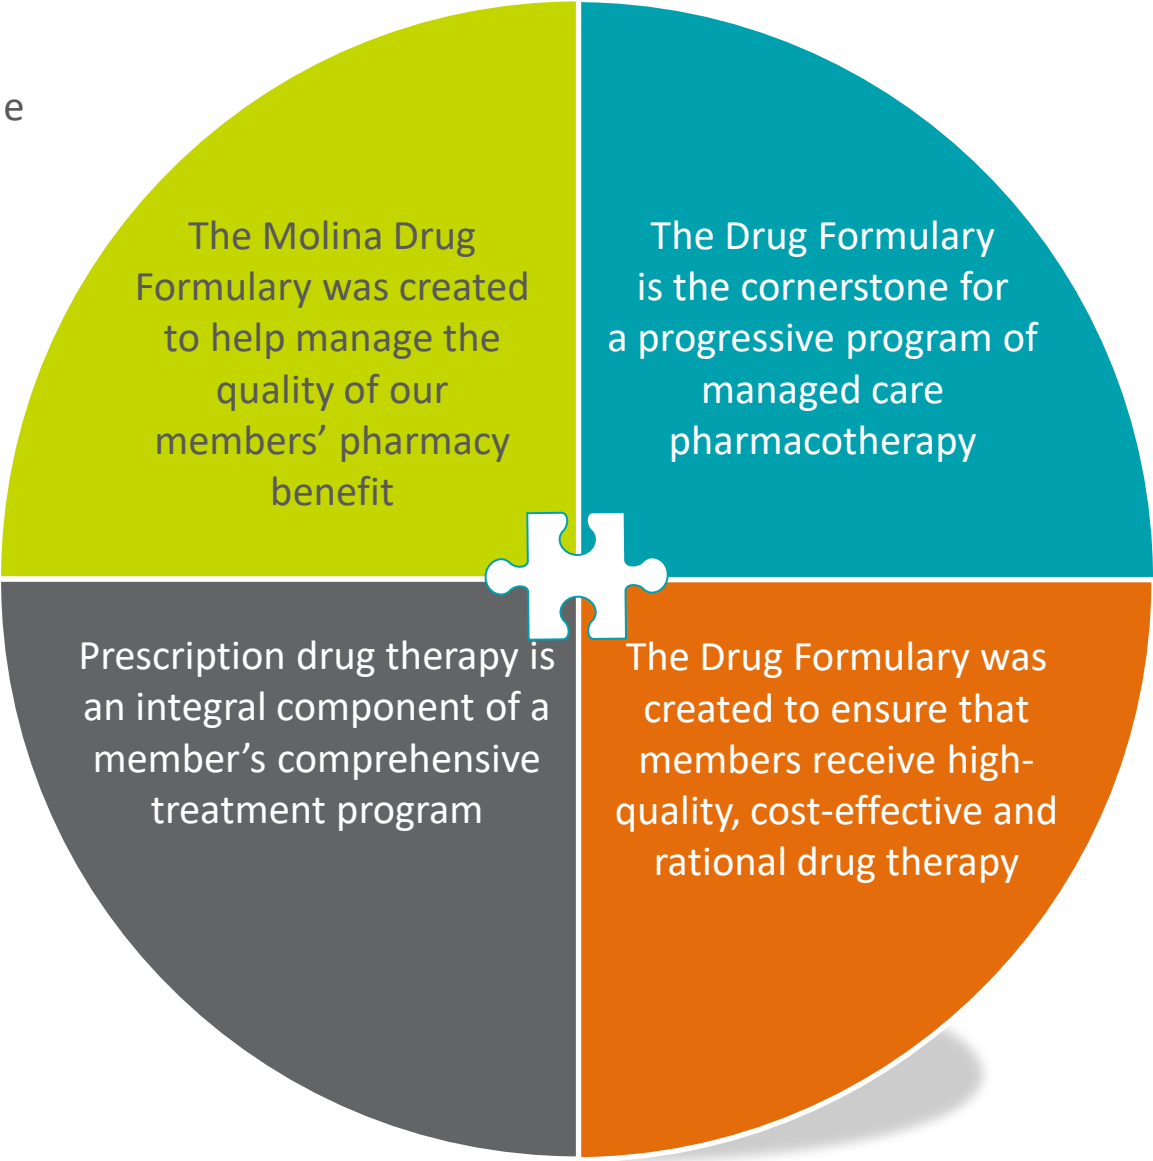 e
The Molina Drug
Formulary was created
to help manage the
quality of our
members’ pharmacy
benefit
The Drug Formulary
is the cornerstone for
a progressive program of
managed care
pharmacotherapy
Prescription drug therapy is
an integral component of a
member’s comprehensive
treatment program
The Drug Formulary was
created to ensure that
members receive high-
quality, cost-effective and
rational drug therapy